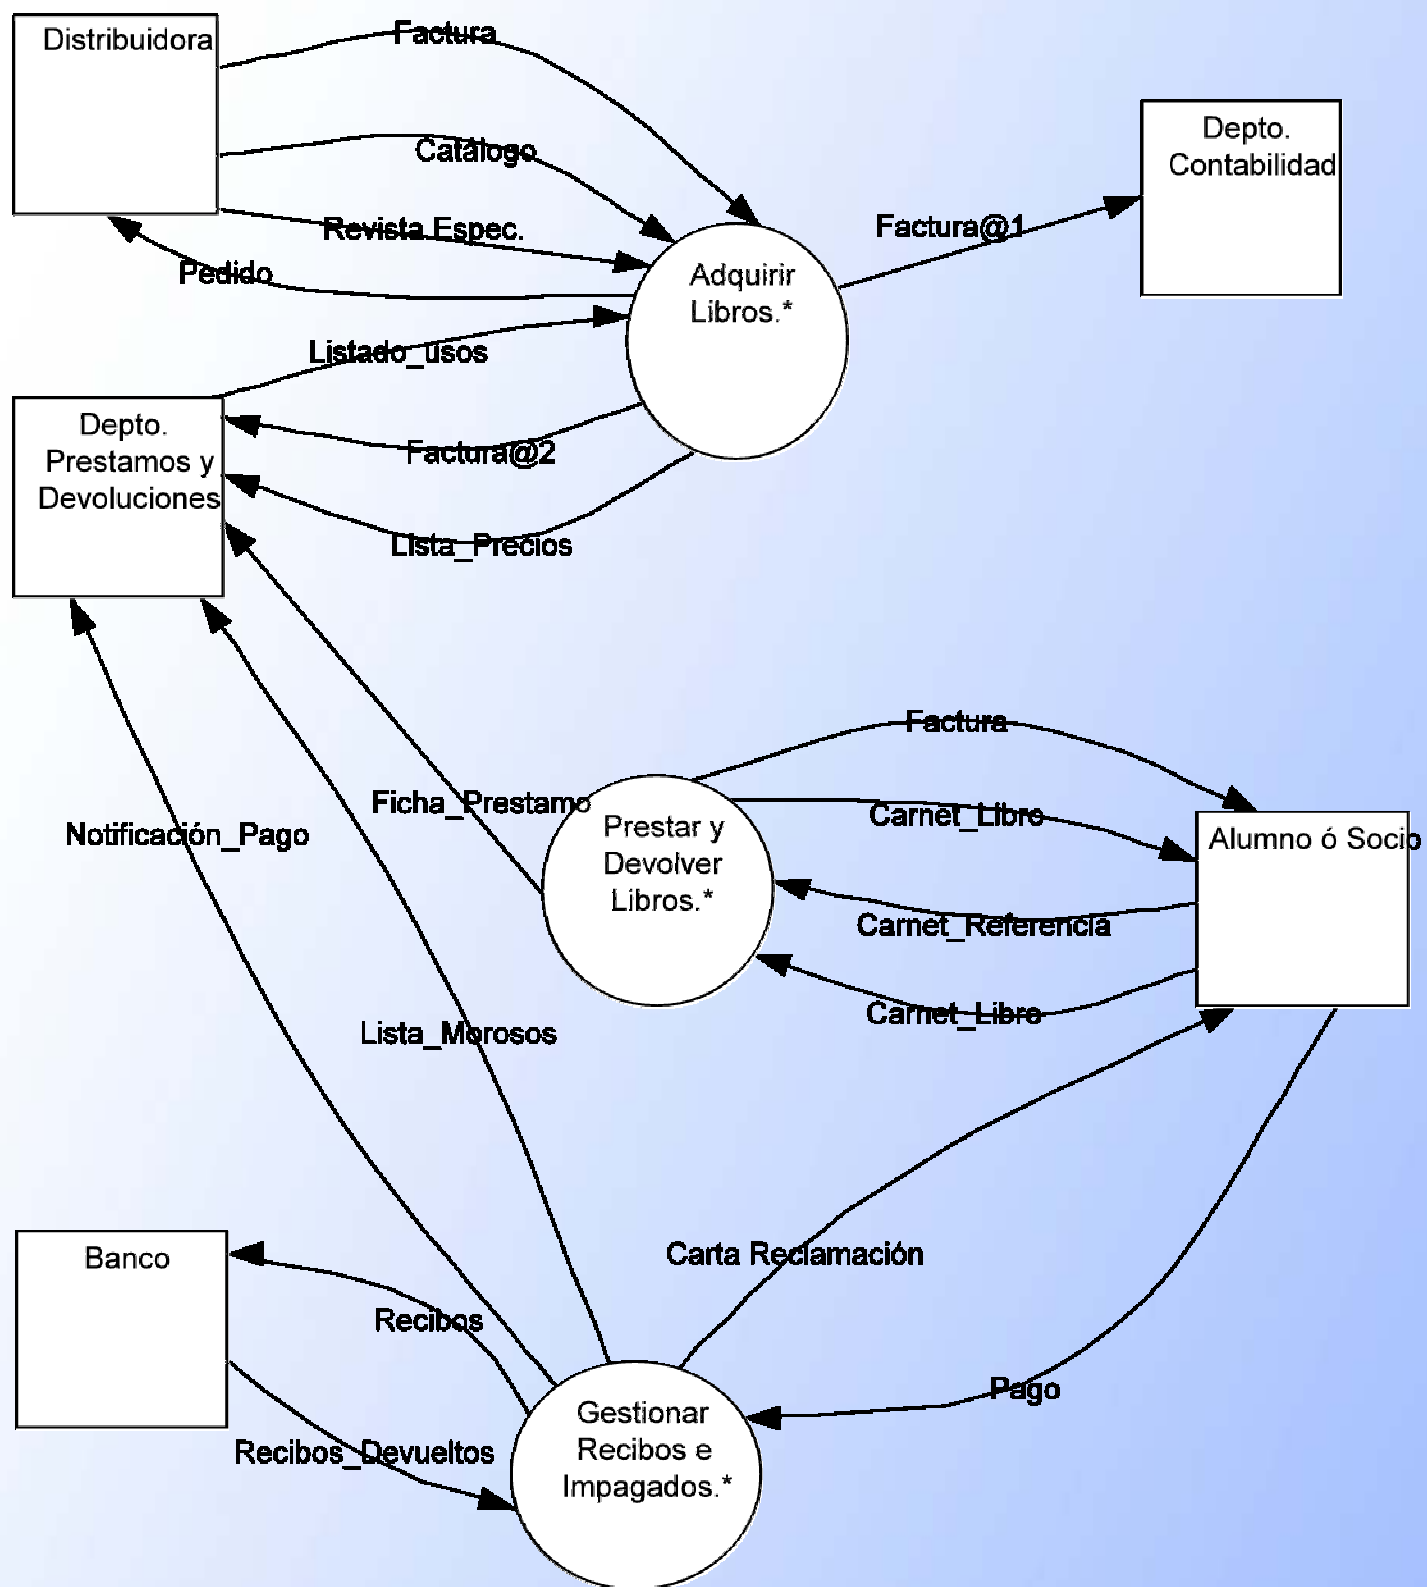 Distribuidora
Factura
Catálogo
Revista Espec.
Pedido
Adquirir
Libros.*
Factura@1
Depto.
Contabilidad
Listado_usos
Depto.
Prestamos y
Devoluciones
Factura@2
Lista_Precios
Ficha_Prestamo
Notificación_Pago
Lista_Morosos
Prestar y
Devolver
Libros.*
Factura
Carnet_Libro
Alumno ó Socio
Carnet_Referencia
Carnet_Libro
Banco
Recibos
Recibos_Devueltos
Carta Reclamación
Pago
Gestionar
Recibos e
Impagados.*